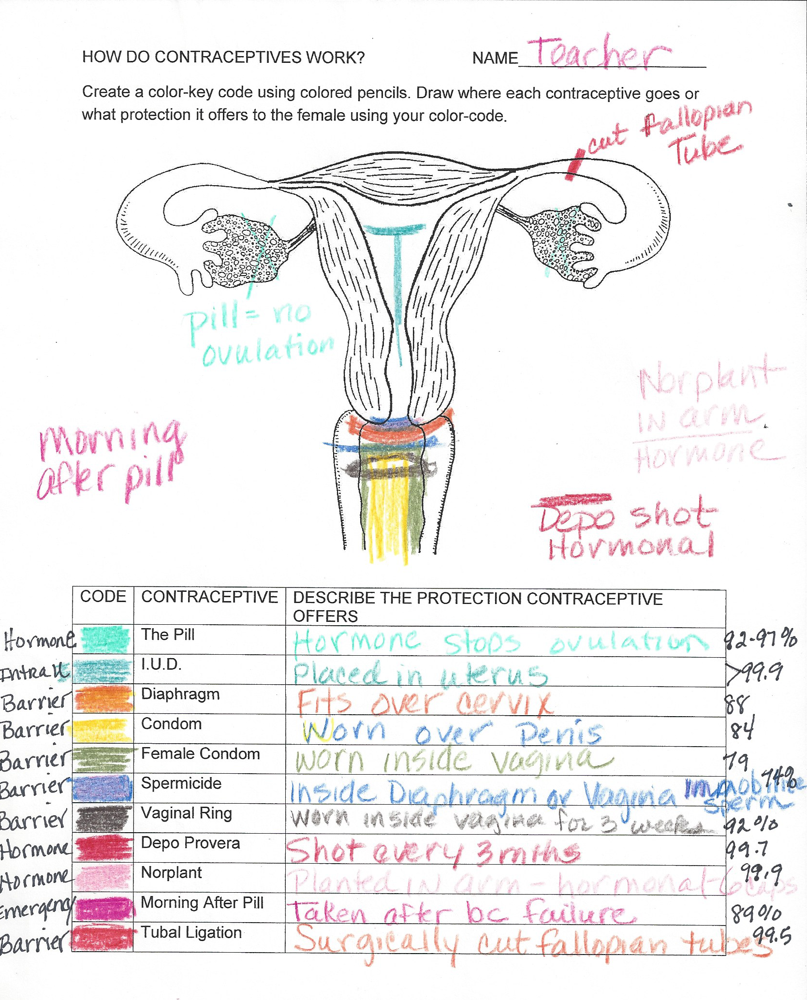 HOW DO CONTRACEPTIVES WORK? NAME Teacher
Create a color-key code using colored pencils. Draw where each contraceptive goes or
what protection it offers to the female using your color-code.
cut fallopian
Tube
pill = no
ovulation
Norplant
IN arm
Hormone
Morning
after pill
Depo shot
Hormonal
CODE CONTRACEPTIVE DESCRIBE THE PROTECTION CONTRACEPTIVE
OFFERS
Hormone The Pill Hormone stops ovulation 92-97%
I.U.D. Placed in uterus >99.9
Barrier Diaphragm Fits over cervix 88
Barrier Condom Worn over Penis 84
Barrier Female Condom Worn inside vagina 79
Barrier Spermicide Inside Diaphragm or Vagina 74%
sperm
Barrier Vaginal Ring Worn inside vagina for 3 weeks 92%
Hormone Depo Provera Shot every 3 mths 99.7
Hormone Norplant Planted IN arm - hormonal 6 caps 99.9
Emergency Morning After Pill Taken after bc failure 89%
Barrier Tubal Ligation Surgically cut fallopian tubes 99.5